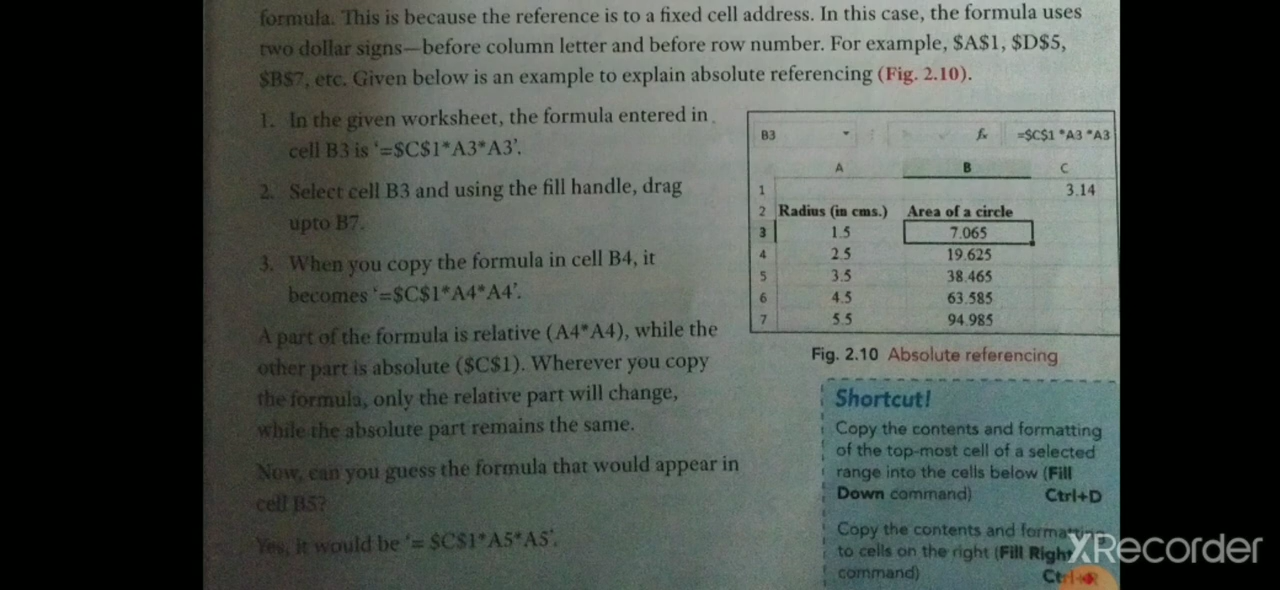 formula. This is because the reference is to a fixed cell address. In this case, the formula uses
two dollar signs—before column letter and before row number. For example, $A$1, $D$5,
$B$7, etc. Given below is an example to explain absolute referencing (Fig. 2.10).
1. In the given worksheet, the formula entered in
cell B3 is '=$C$1*A3*A3'.
2. Select cell B3 and using the fill handle, drag
upto B7.
3. When you copy the formula in cell B4, it
becomes '=$C$1*A4*A4'.
A part of the formula is relative (A4*A4), while the
other part is absolute ($C$1). Wherever you copy
the formula, only the relative part will change,
while the absolute part remains the same.
Now, can you guess the formula that would appear in
cell B5?
Yes, it would be '= $C$1*A5*A5'.
B3 fx =$C$1 *A3 *A3
A B C
1 3.14
2 Radius (in cms.) Area of a circle
3 1.5 7.065
4 2.5 19.625
5 3.5 38.465
6 4.5 63.585
7 5.5 94.985
Fig. 2.10 Absolute referencing
Shortcut!
Copy the contents and formatting
of the top-most cell of a selected
range into the cells below (Fill
Down command) Ctrl+D
Copy the contents and formatting
to cells on the right (Fill Right
command) Ctrl+R
XRecorder